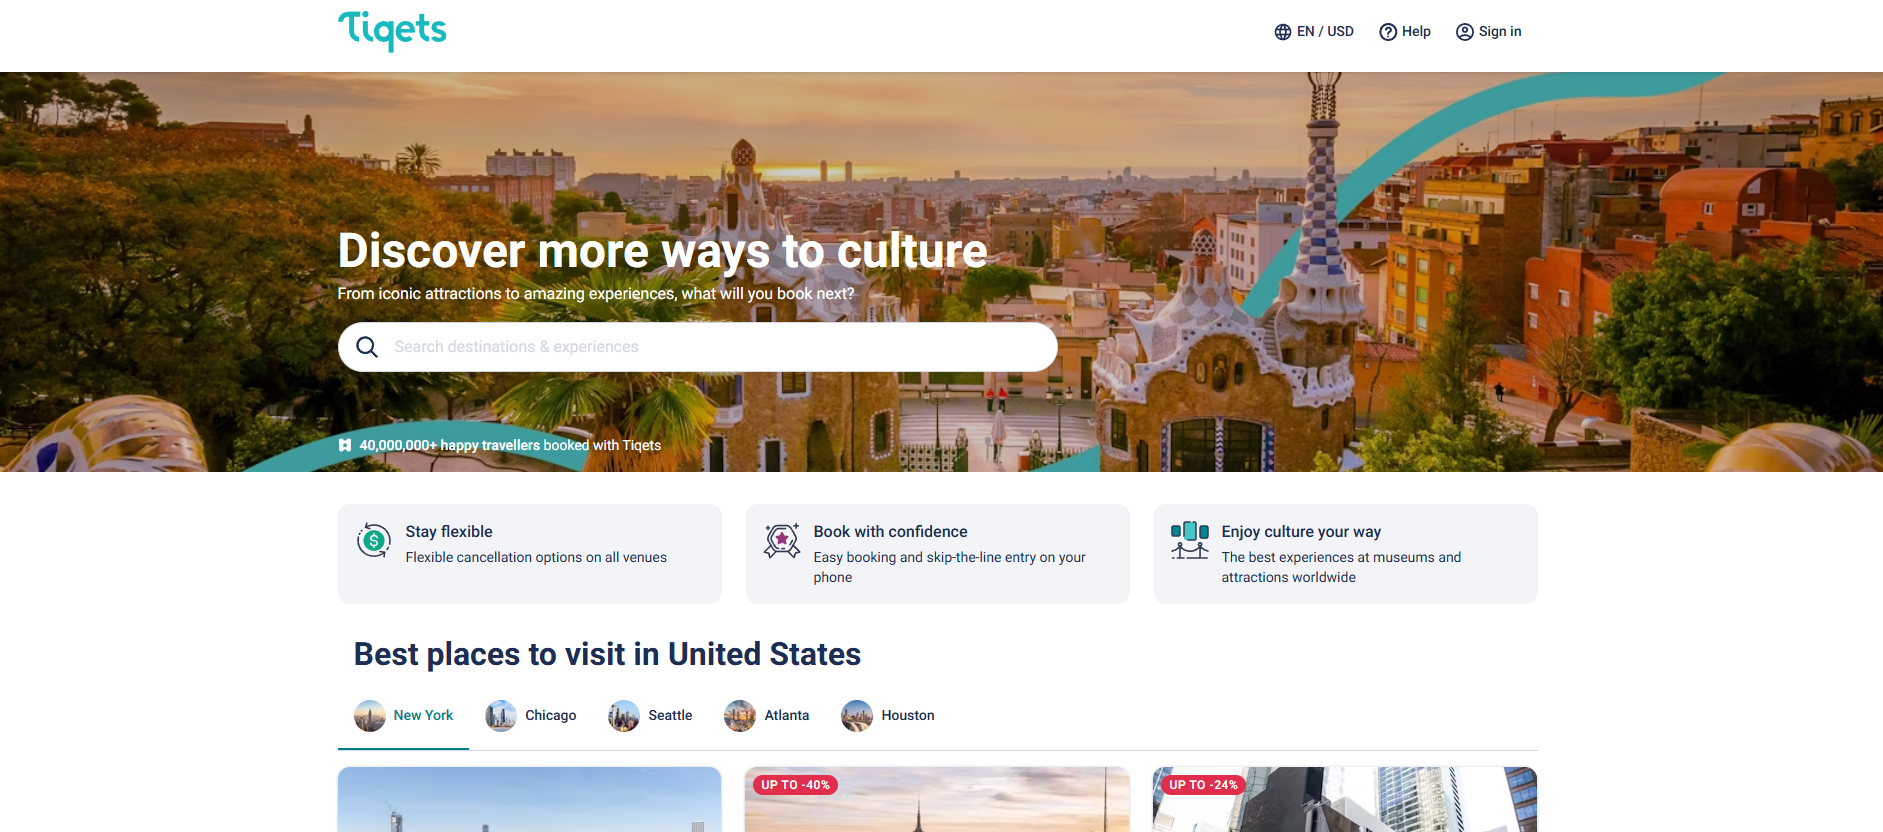 Tiqets
EN / USD
Help
Sign in
Discover more ways to culture
From iconic attractions to amazing experiences, what will you book next?
Search destinations & experiences
40,000,000+ happy travellers booked with Tiqets
Stay flexible
Flexible cancellation options on all venues
Book with confidence
Easy booking and skip-the-line entry on your
phone
Enjoy culture your way
The best experiences at museums and
attractions worldwide
Best places to visit in United States
New York
Chicago
Seattle
Atlanta
Houston
UP TO -40%
UP TO -24%